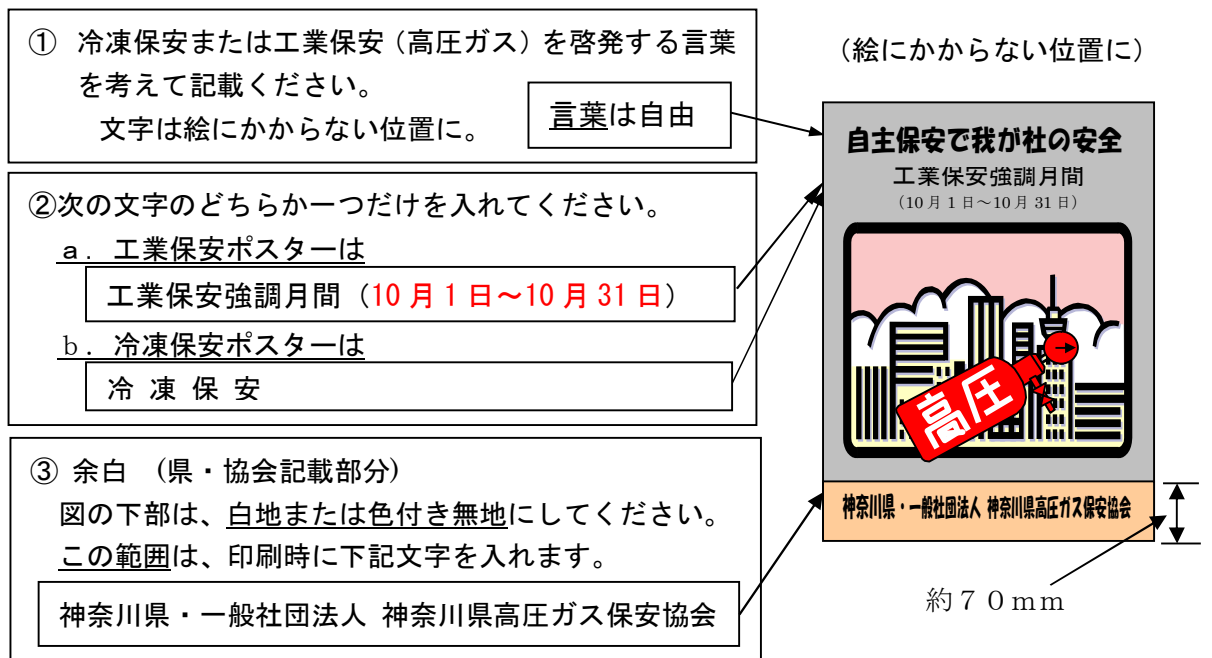 ① 冷凍保安または工業保安（高圧ガス）を啓発する言葉
を考えて記載ください。
文字は絵にかからない位置に。
言葉は自由
②次の文字のどちらか一つだけを入れてください。
ａ．工業保安ポスターは
工業保安強調月間（10月1日～10月31日）
ｂ．冷凍保安ポスターは
冷 凍 保 安
③ 余白 (県・協会記載部分)
図の下部は、白地または色付き無地にしてください。
この範囲は、印刷時に下記文字を入れます。
神奈川県・一般社団法人 神奈川県高圧ガス保安協会
（絵にかからない位置に）
自主保安で我が社の安全
工業保安強調月間
（10月1日～10月31日）
高圧
神奈川県・一般社団法人 神奈川県高圧ガス保安協会
約７０ｍｍ